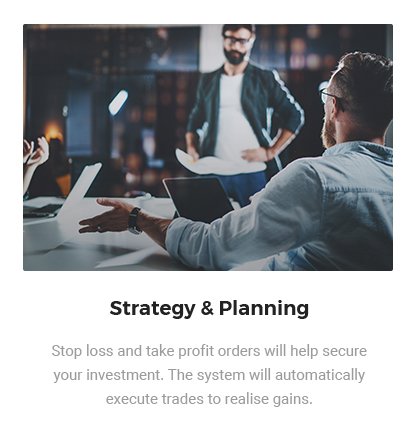 Strategy & Planning
Stop loss and take profit orders will help secure
your investment. The system will automatically
execute trades to realise gains.